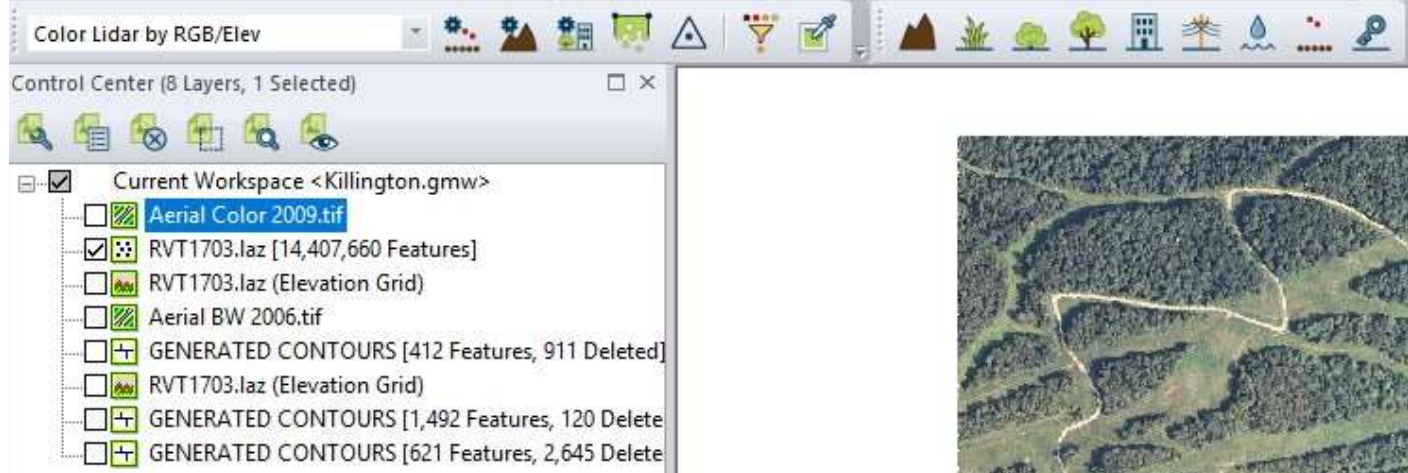 Color Lidar by RGB/Elev
Control Center (8 Layers, 1 Selected)
Current Workspace <Killington.gmw>
Aerial Color 2009.tif
RVT1703.laz [14,407,660 Features]
RVT1703.laz (Elevation Grid)
Aerial BW 2006.tif
GENERATED CONTOURS [412 Features, 911 Deleted]
RVT1703.laz (Elevation Grid)
GENERATED CONTOURS [1,492 Features, 120 Delete
GENERATED CONTOURS [621 Features, 2,645 Delete